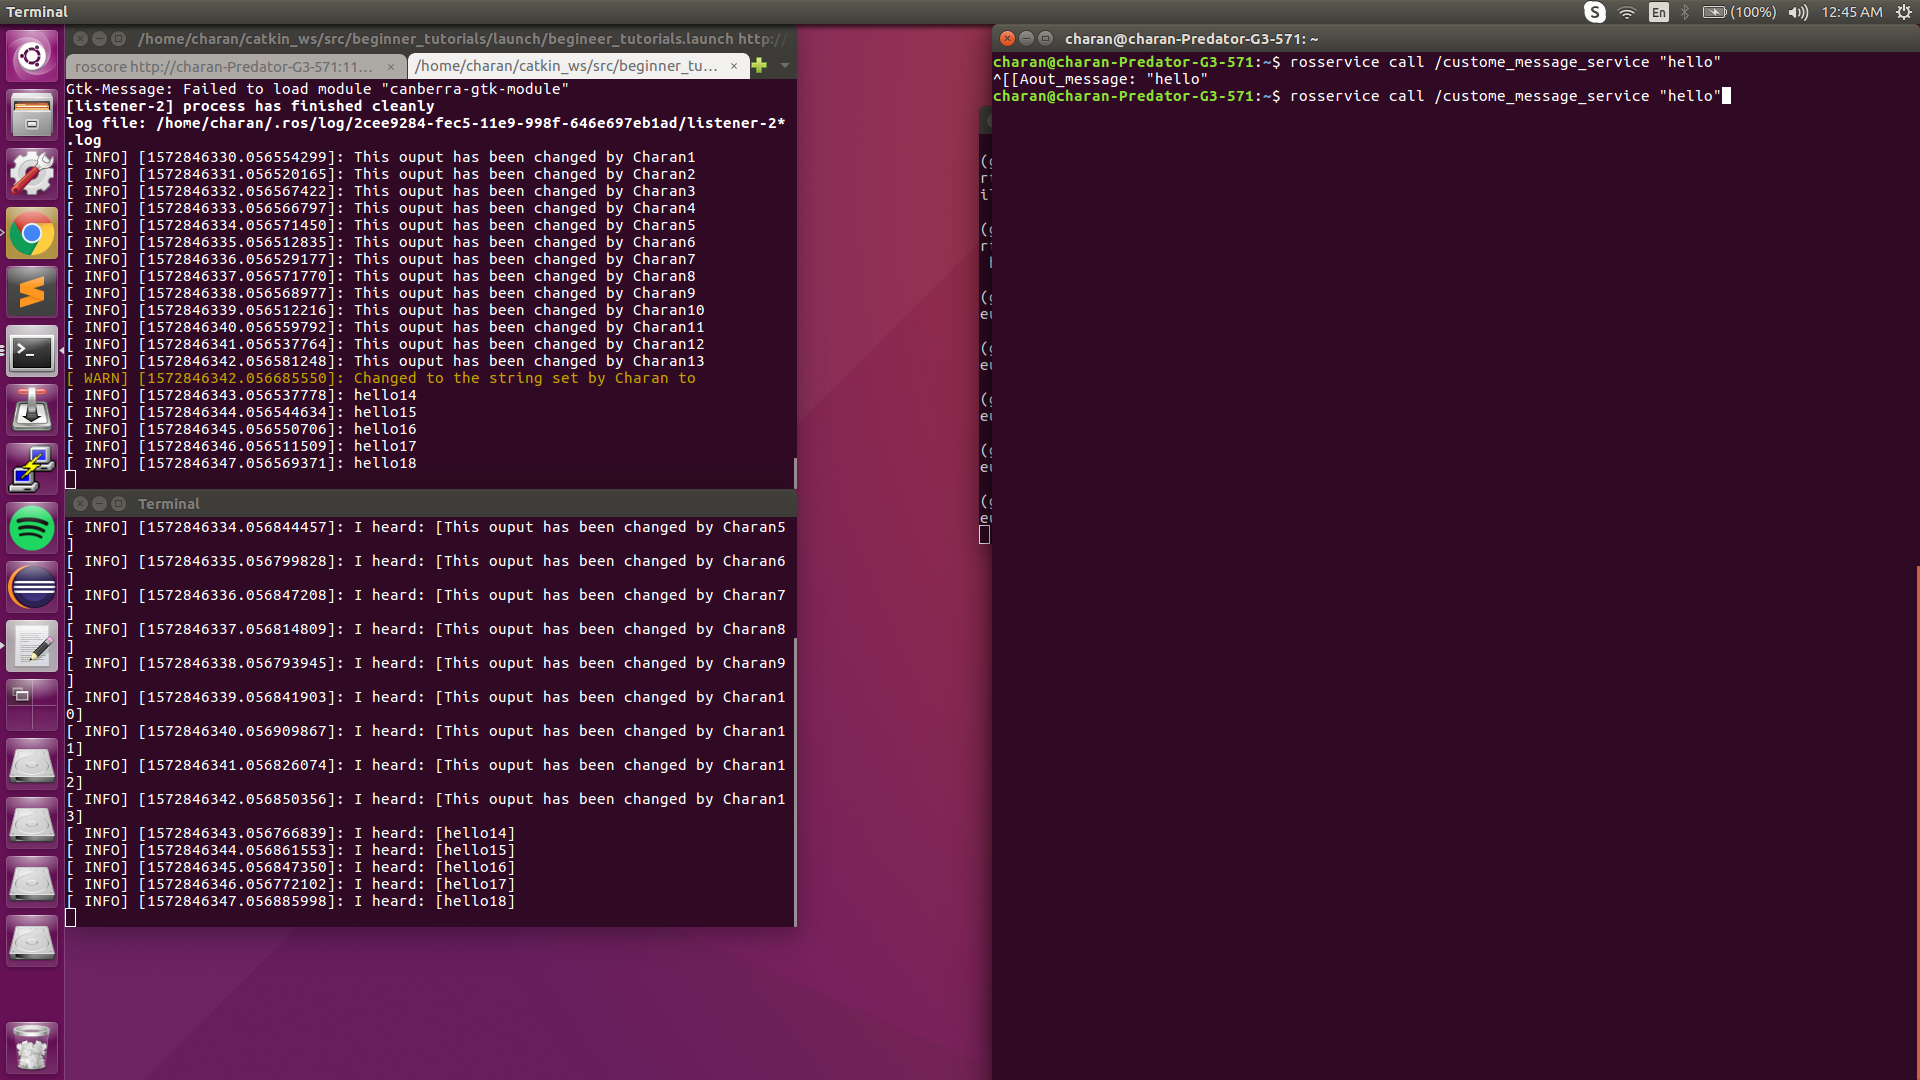 Terminal
En
(100%)
12:45 AM
/home/charan/catkin_ws/src/beginner_tutorials/launch/begineer_tutorials.launch http://
roscore http://charan-Predator-G3-571:11...
/home/charan/catkin_ws/src/beginner_tu...
Gtk-Message: Failed to load module "canberra-gtk-module"
[listener-2] process has finished cleanly
log file: /home/charan/.ros/log/2cee9284-fec5-11e9-998f-646e697eb1ad/listener-2*
.log
[ INFO] [1572846330.056554299]: This ouput has been changed by Charan1
[ INFO] [1572846331.056520165]: This ouput has been changed by Charan2
[ INFO] [1572846332.056567422]: This ouput has been changed by Charan3
[ INFO] [1572846333.056566797]: This ouput has been changed by Charan4
[ INFO] [1572846334.056571450]: This ouput has been changed by Charan5
[ INFO] [1572846335.056512835]: This ouput has been changed by Charan6
[ INFO] [1572846336.056529177]: This ouput has been changed by Charan7
[ INFO] [1572846337.056571770]: This ouput has been changed by Charan8
[ INFO] [1572846338.056568977]: This ouput has been changed by Charan9
[ INFO] [1572846339.056512216]: This ouput has been changed by Charan10
[ INFO] [1572846340.056559792]: This ouput has been changed by Charan11
[ INFO] [1572846341.056537764]: This ouput has been changed by Charan12
[ INFO] [1572846342.056581248]: This ouput has been changed by Charan13
[ WARN] [1572846342.056685550]: Changed to the string set by Charan to
[ INFO] [1572846343.056537778]: hello14
[ INFO] [1572846344.056544634]: hello15
[ INFO] [1572846345.056550706]: hello16
[ INFO] [1572846346.056511509]: hello17
[ INFO] [1572846347.056569371]: hello18
Terminal
[ INFO] [1572846334.056844457]: I heard: [This ouput has been changed by Charan5
]
[ INFO] [1572846335.056799828]: I heard: [This ouput has been changed by Charan6
]
[ INFO] [1572846336.056847208]: I heard: [This ouput has been changed by Charan7
]
[ INFO] [1572846337.056814809]: I heard: [This ouput has been changed by Charan8
]
[ INFO] [1572846338.056793945]: I heard: [This ouput has been changed by Charan9
]
[ INFO] [1572846339.056841903]: I heard: [This ouput has been changed by Charan1
0]
[ INFO] [1572846340.056909867]: I heard: [This ouput has been changed by Charan1
1]
[ INFO] [1572846341.056826074]: I heard: [This ouput has been changed by Charan1
2]
[ INFO] [1572846342.056850356]: I heard: [This ouput has been changed by Charan1
3]
[ INFO] [1572846343.056766839]: I heard: [hello14]
[ INFO] [1572846344.056861553]: I heard: [hello15]
[ INFO] [1572846345.056847350]: I heard: [hello16]
[ INFO] [1572846346.056772102]: I heard: [hello17]
[ INFO] [1572846347.056885998]: I heard: [hello18]
charan@charan-Predator-G3-571: ~
charan@charan-Predator-G3-571:~$ rosservice call /custome_message_service "hello"
^[[Aout_message: "hello"
charan@charan-Predator-G3-571:~$ rosservice call /custome_message_service "hello"